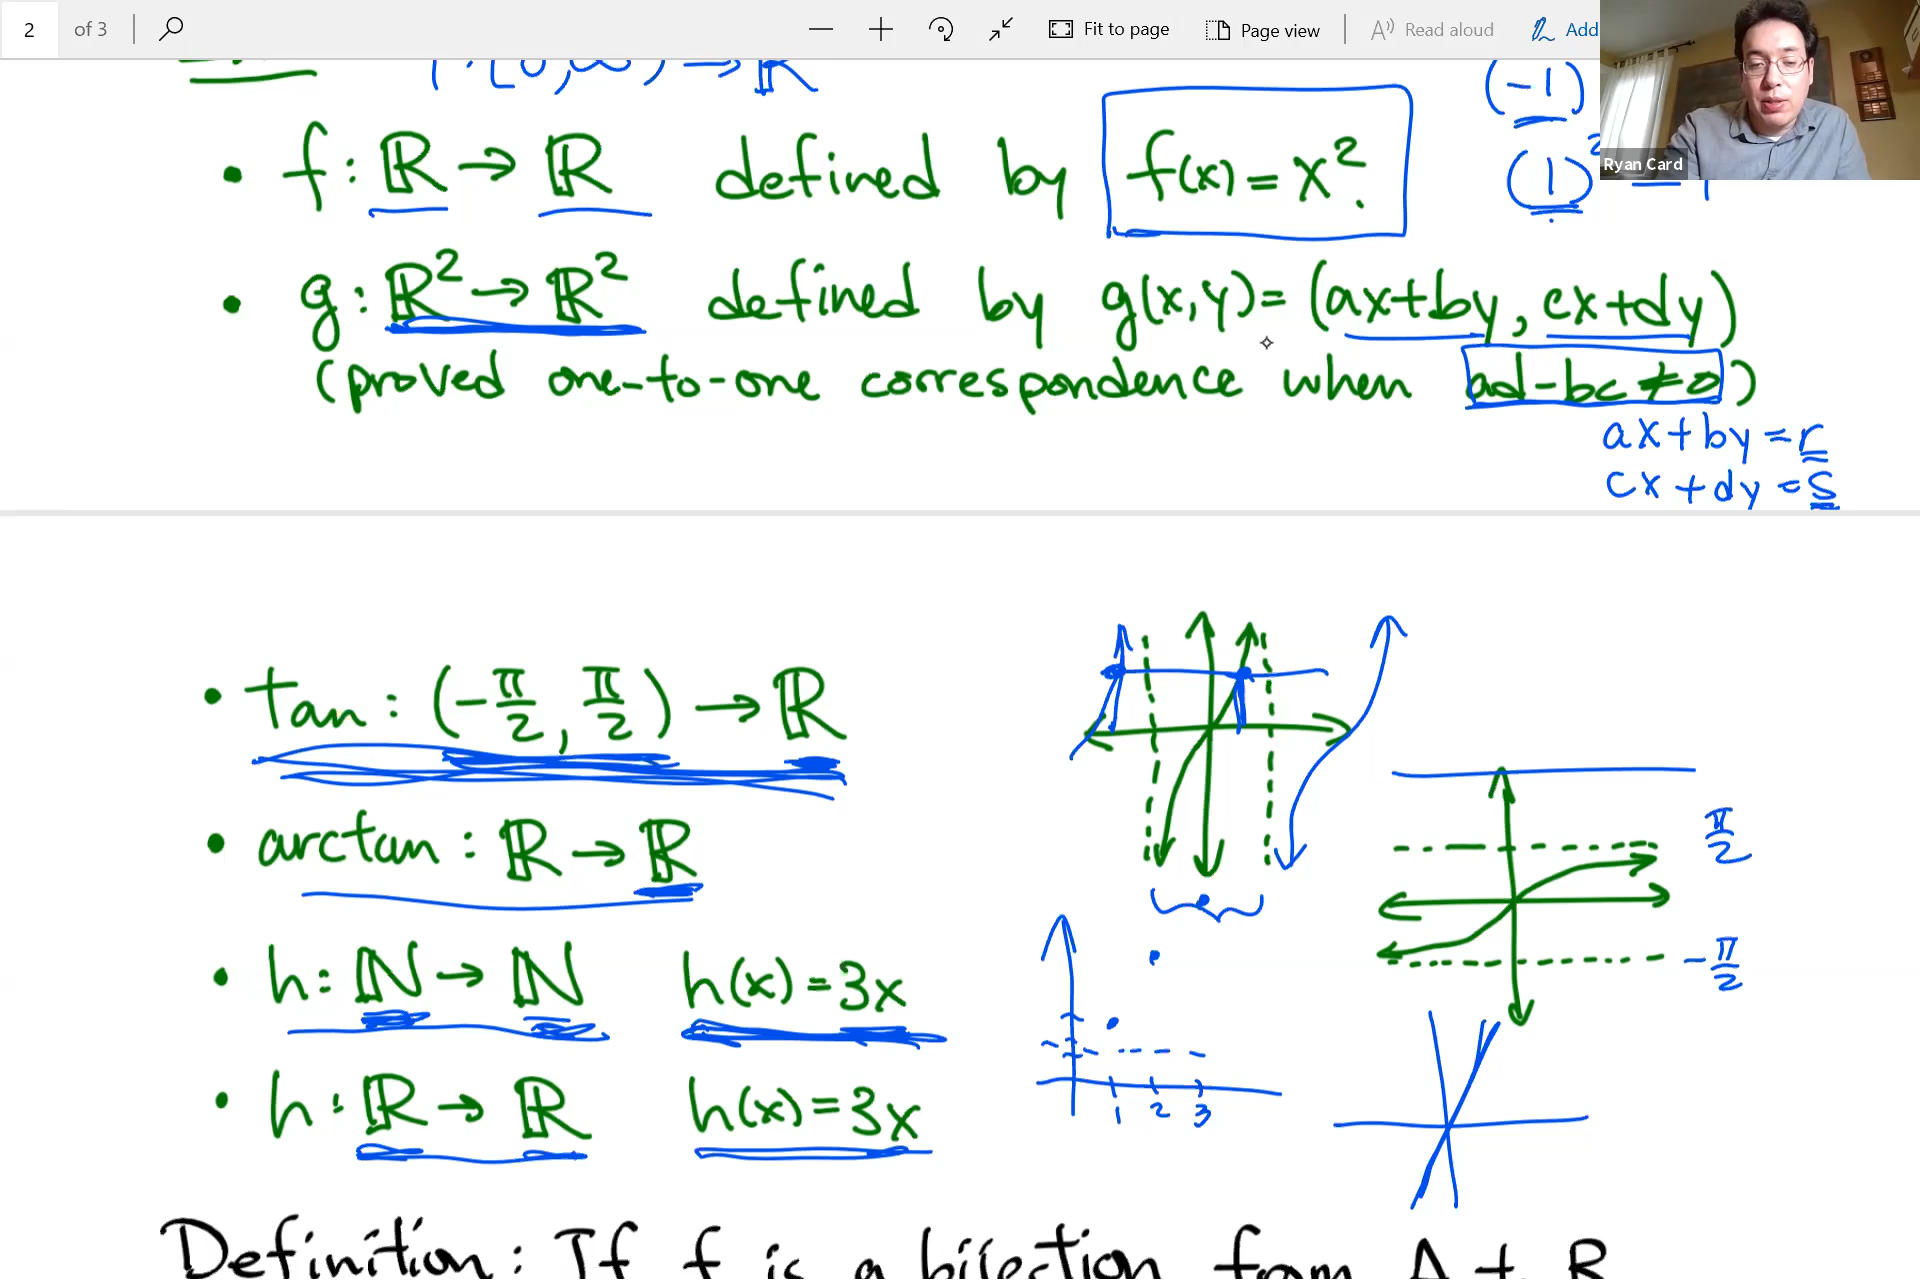 2 of 3 Fit to page Page view Read aloud Add
f: [0,∞) → ℝ
(-1)
• f: ℝ → ℝ defined by f(x) = x².
(1)² = 1
Ryan Card
• g: ℝ² → ℝ² defined by g(x,y) = (ax+by, cx+dy)
(proved one-to-one correspondence when ad-bc ≠ 0)
ax+by = r
cx+dy = s
• tan: (-π/2, π/2) → ℝ
• arctan: ℝ → ℝ
π/2
-π/2
• h: ℕ → ℕ h(x) = 3x
• h: ℝ → ℝ h(x) = 3x
1 2 3
Definition: If f is a bijection from A to B